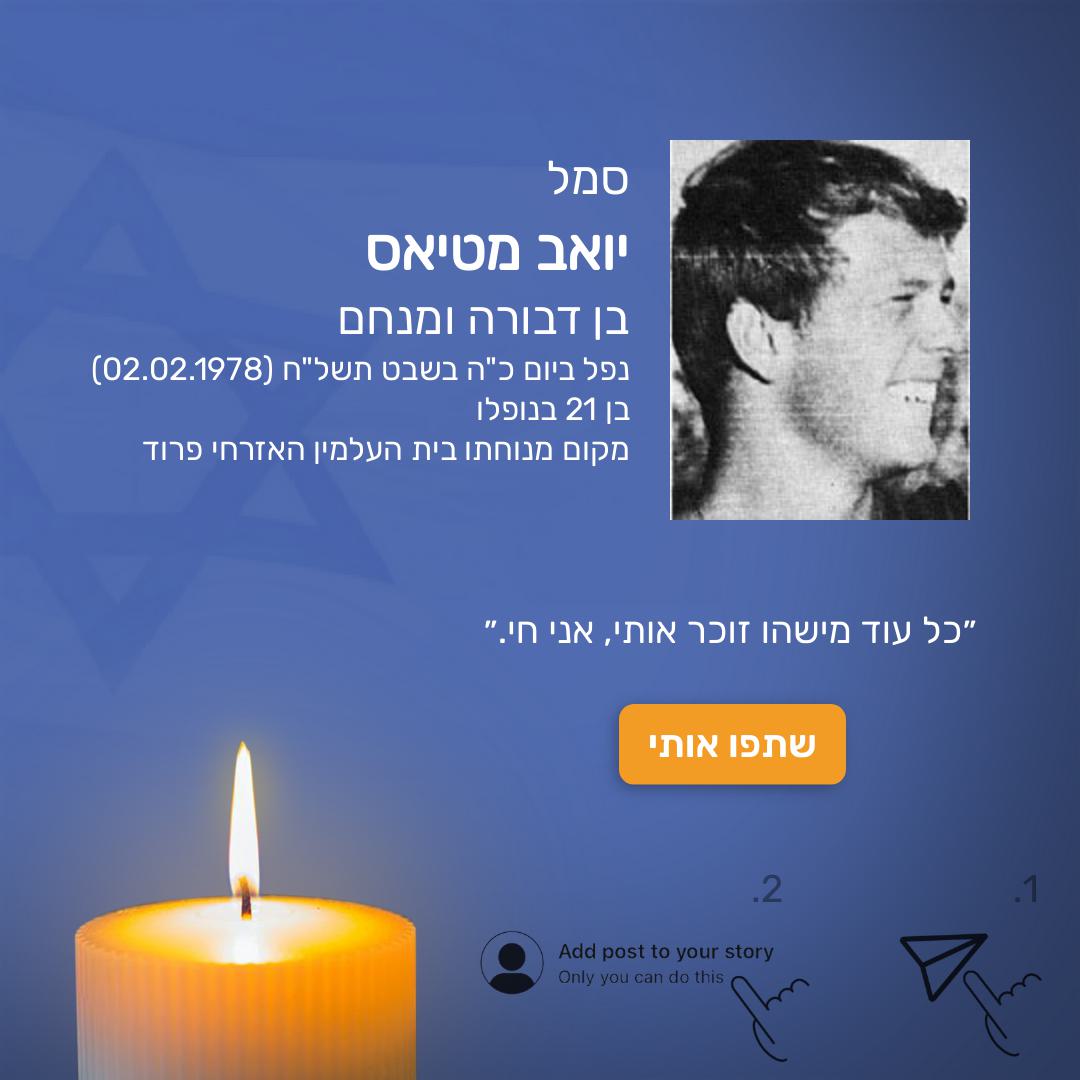 סמל
יואב מטיאס
בן דבורה ומנחם
נפל ביום כ"ה בשבט תשל"ח (02.02.1978)
בן 21 בנופלו
מקום מנוחתו בית העלמין האזרחי פרוד
״כל עוד מישהו זוכר אותי, אני חי.״
שתפו אותי
1.
2.
Add post to your story
Only you can do this